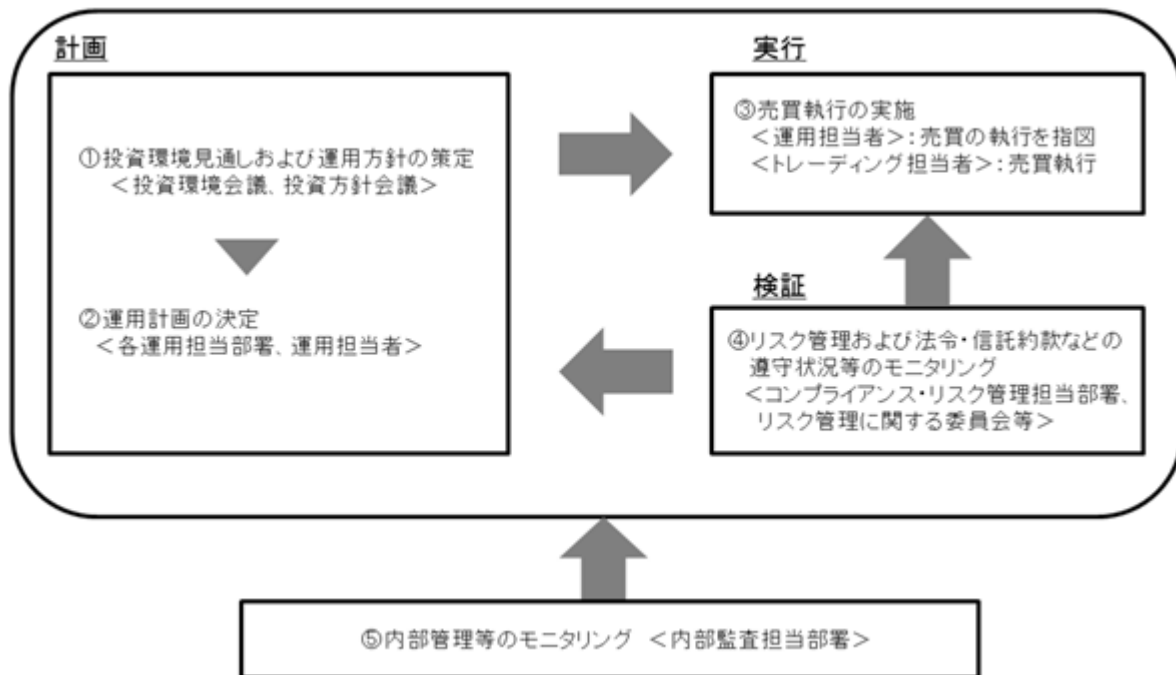 計画
①投資環境見通しおよび運用方針の策定
＜投資環境会議、投資方針会議＞
②運用計画の決定
＜各運用担当部署、運用担当者＞
実行
③売買執行の実施
＜運用担当者＞：売買の執行を指図
＜トレーディング担当者＞：売買執行
検証
④リスク管理および法令・信託約款などの
遵守状況等のモニタリング
＜コンプライアンス・リスク管理担当部署、
リスク管理に関する委員会等＞
⑤内部管理等のモニタリング ＜内部監査担当部署＞